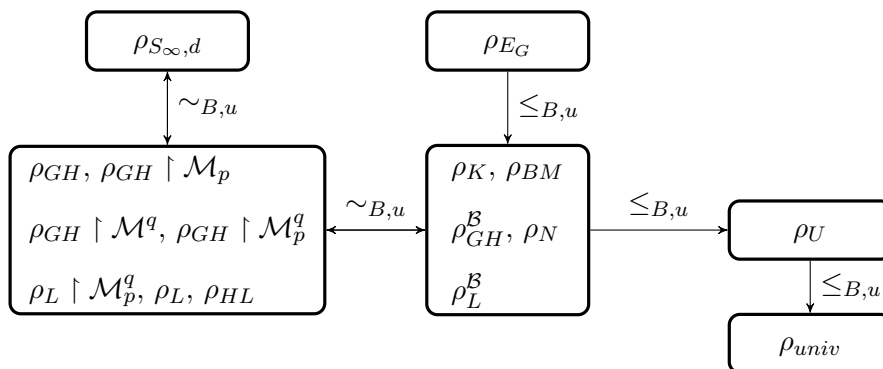 ρ_{S_∞,d}
ρ_{E_G}
∼_{B,u}
≤_{B,u}
ρ_{GH}, ρ_{GH} ↾ ℳ_p
ρ_{GH} ↾ ℳ^q, ρ_{GH} ↾ ℳ_p^q
ρ_L ↾ ℳ_p^q, ρ_L, ρ_{HL}
∼_{B,u}
ρ_K, ρ_{BM}
ρ_{GH}^ℬ, ρ_N
ρ_L^ℬ
≤_{B,u}
ρ_U
≤_{B,u}
ρ_{univ}